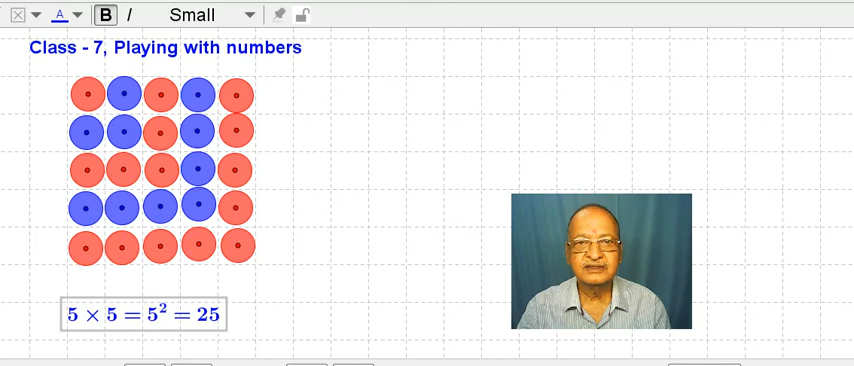 A B I Small
Class - 7, Playing with numbers
5 × 5 = 5² = 25